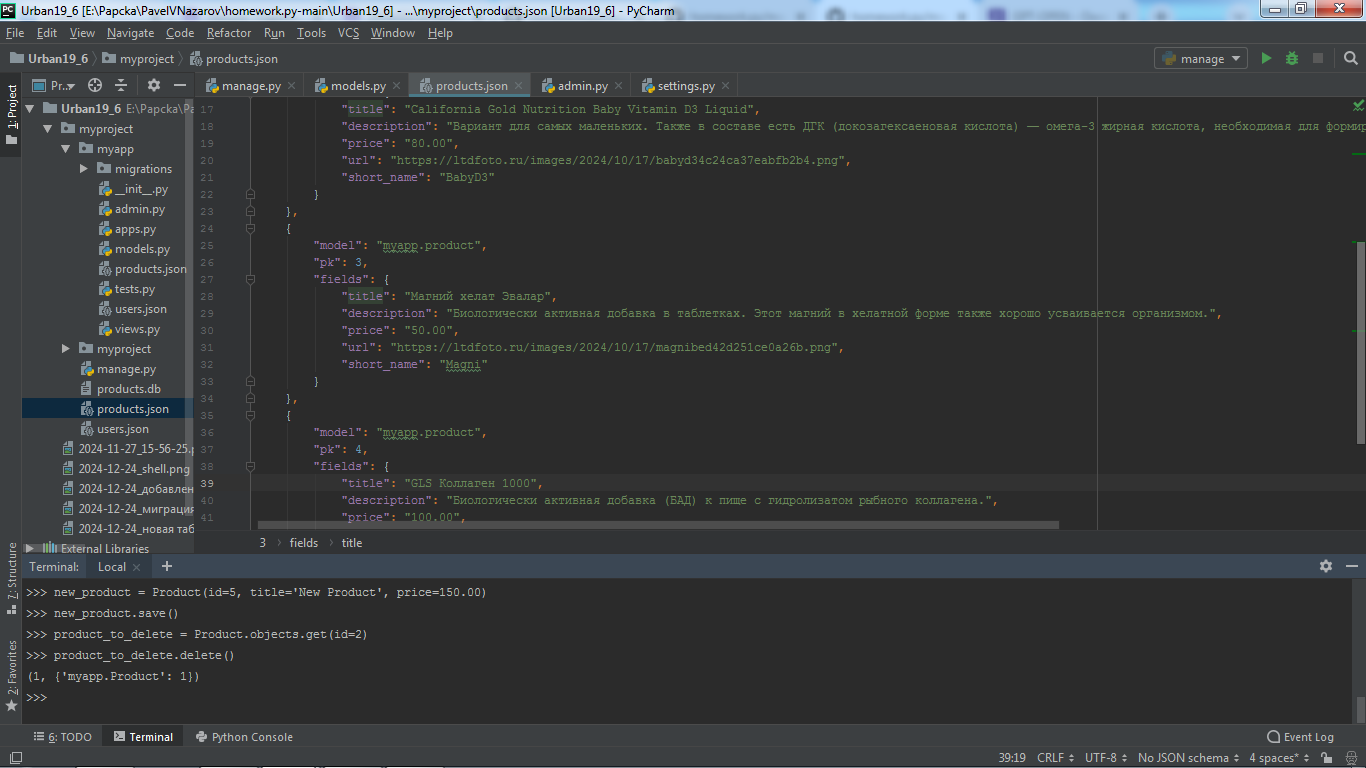 Urban19_6 [E:\Papcka\PavelVNazarov\homework.py-main\Urban19_6] - ...\myproject\products.json [Urban19_6] - PyCharm
File Edit View Navigate Code Refactor Run Tools VCS Window Help
Urban19_6 myproject products.json manage
1: Project
Pr... manage.py models.py products.json admin.py settings.py
Urban19_6 E:\Papcka\Pa
myproject
myapp
migrations
__init__.py
admin.py
apps.py
models.py
products.json
tests.py
users.json
views.py
myproject
manage.py
products.db
products.json
users.json
2024-11-27_15-56-25.p
2024-12-24_shell.png
2024-12-24_добавлен
2024-12-24_миграция
2024-12-24_новая таб
External Libraries
17 "title": "California Gold Nutrition Baby Vitamin D3 Liquid",
18 "description": "Вариант для самых маленьких. Также в составе есть ДГК (докозагексаеновая кислота) — омега-3 жирная кислота, необходимая для формир
19 "price": "80.00",
20 "url": "https://ltdfoto.ru/images/2024/10/17/babyd34c24ca37eabfb2b4.png",
21 "short_name": "BabyD3"
22 }
23 },
24 {
25 "model": "myapp.product",
26 "pk": 3,
27 "fields": {
28 "title": "Магний хелат Эвалар",
29 "description": "Биологически активная добавка в таблетках. Этот магний в хелатной форме также хорошо усваивается организмом.",
30 "price": "50.00",
31 "url": "https://ltdfoto.ru/images/2024/10/17/magnibed42d251ce0a26b.png",
32 "short_name": "Magni"
33 }
34 },
35 {
36 "model": "myapp.product",
37 "pk": 4,
38 "fields": {
39 "title": "GLS Коллаген 1000",
40 "description": "Биологически активная добавка (БАД) к пище с гидролизатом рыбного коллагена.",
41 "price": "100.00",
3 › fields › title
7: Structure
2: Favorites
Terminal: Local × +
>>> new_product = Product(id=5, title='New Product', price=150.00)
>>> new_product.save()
>>> product_to_delete = Product.objects.get(id=2)
>>> product_to_delete.delete()
(1, {'myapp.Product': 1})
>>>
6: TODO Terminal Python Console Event Log
39:19 CRLF UTF-8 No JSON schema 4 spaces*